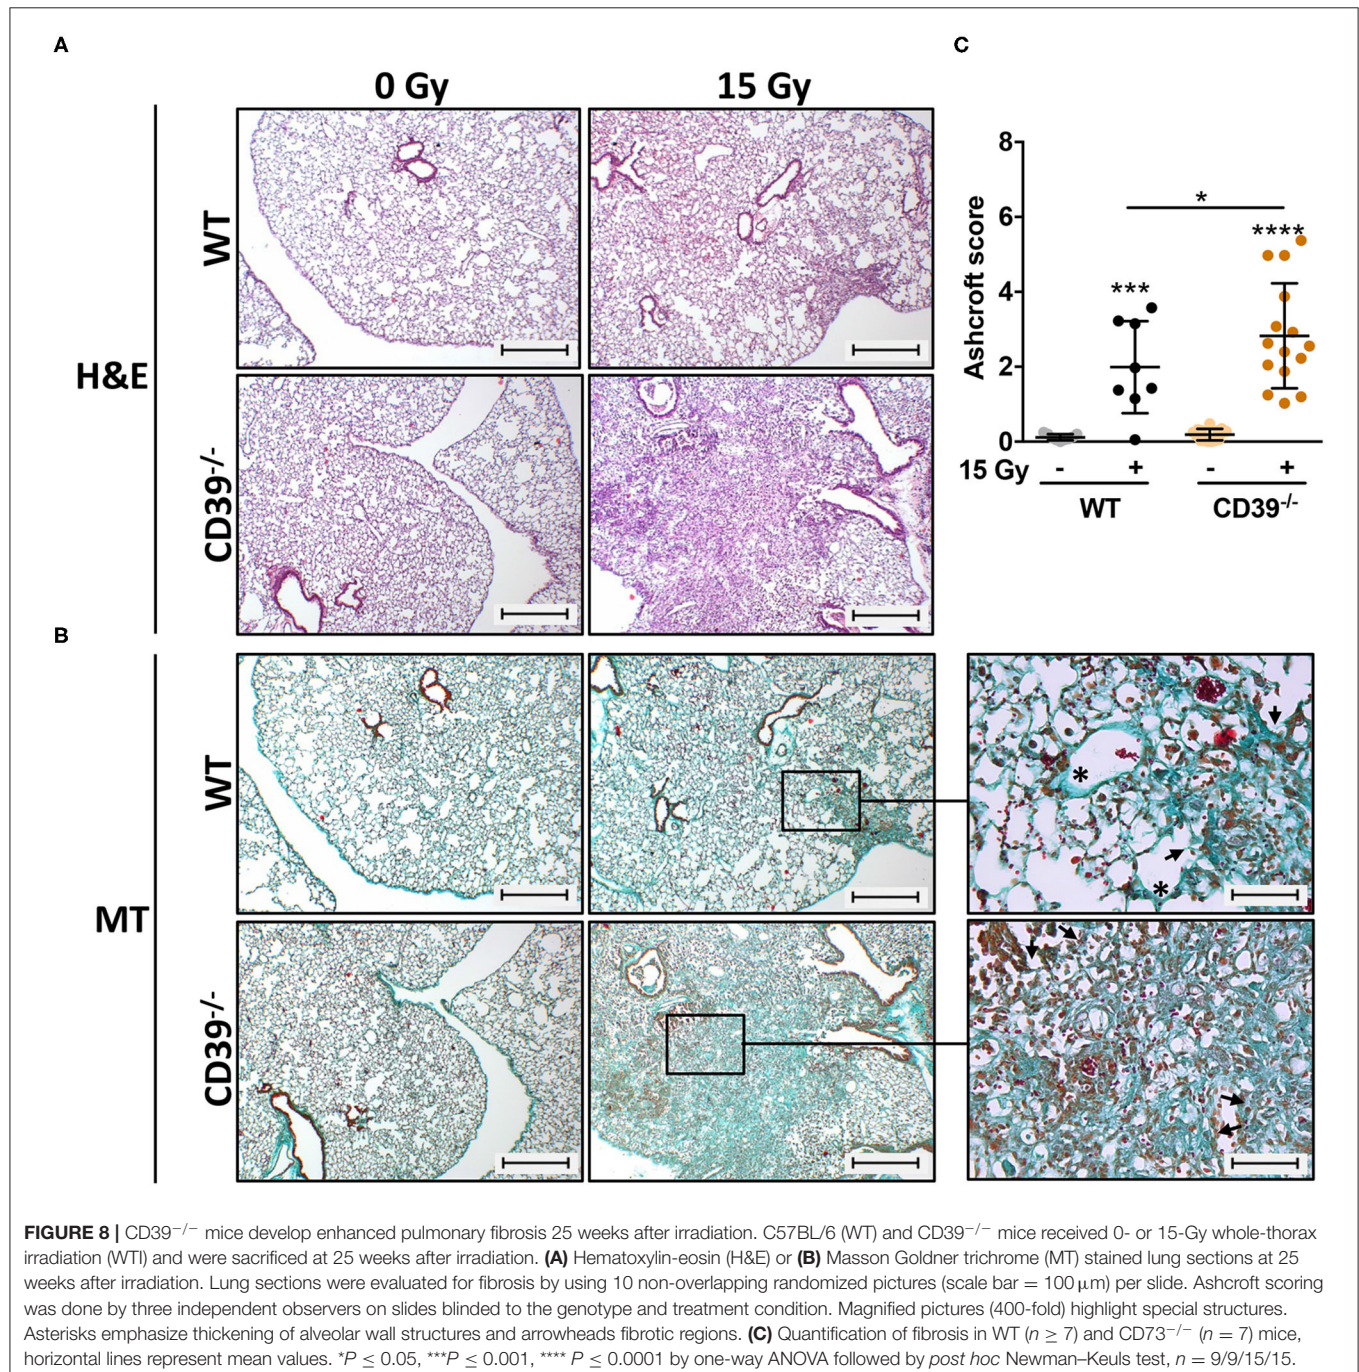 A
C
0 Gy
15 Gy
H&E
WT
CD39-/-
8
6
4
2
0
Ashcroft score
*
***
****
15 Gy - + - +
WT CD39-/-
B
MT
WT
CD39-/-
*
*
FIGURE 8 | CD39−/− mice develop enhanced pulmonary fibrosis 25 weeks after irradiation. C57BL/6 (WT) and CD39−/− mice received 0- or 15-Gy whole-thorax
irradiation (WTI) and were sacrificed at 25 weeks after irradiation. (A) Hematoxylin-eosin (H&E) or (B) Masson Goldner trichrome (MT) stained lung sections at 25
weeks after irradiation. Lung sections were evaluated for fibrosis by using 10 non-overlapping randomized pictures (scale bar = 100 μm) per slide. Ashcroft scoring
was done by three independent observers on slides blinded to the genotype and treatment condition. Magnified pictures (400-fold) highlight special structures.
Asterisks emphasize thickening of alveolar wall structures and arrowheads fibrotic regions. (C) Quantification of fibrosis in WT (n ≥ 7) and CD73−/− (n = 7) mice,
horizontal lines represent mean values. *P ≤ 0.05, ***P ≤ 0.001, **** P ≤ 0.0001 by one-way ANOVA followed by post hoc Newman–Keuls test, n = 9/9/15/15.